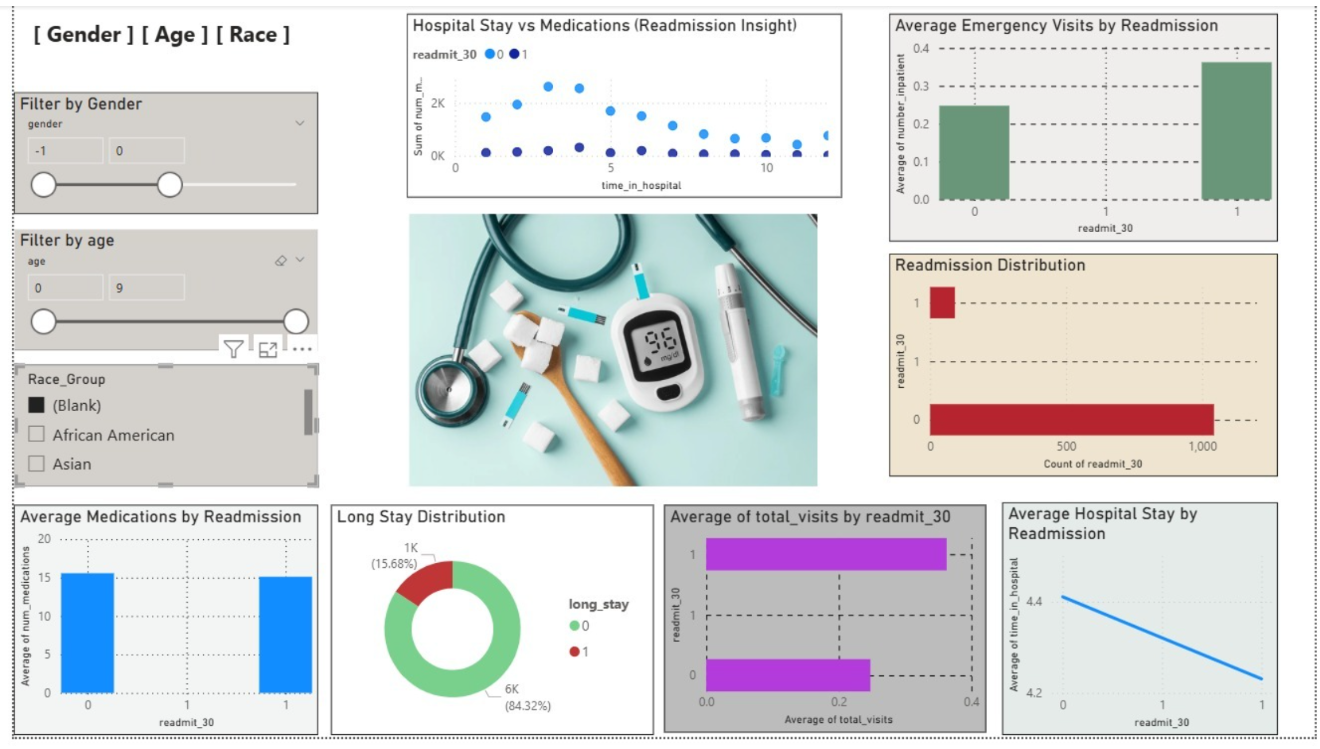 [ Gender ] [ Age ] [ Race ]
Filter by Gender
gender
-1 0
Filter by age
age
0 9
Race_Group
(Blank)
African American
Asian
Hospital Stay vs Medications (Readmission Insight)
readmit_30 0 1
Sum of num_m...
2K
0K
0 5 10
time_in_hospital
96
mg/dl
Average Emergency Visits by Readmission
Average of number_inpatient
0.4
0.3
0.2
0.1
0.0
0 1 1
readmit_30
Readmission Distribution
readmit_30
1
1
0
0 500 1,000
Count of readmit_30
Average Medications by Readmission
Average of num_medications
20
15
10
5
0
0 1 1
readmit_30
Long Stay Distribution
1K
(15.68%)
6K
(84.32%)
long_stay
0
1
Average of total_visits by readmit_30
readmit_30
1
1
0
0.0 0.2 0.4
Average of total_visits
Average Hospital Stay by
Readmission
Average of time_in_hospital
4.4
4.2
0 1 1
readmit_30